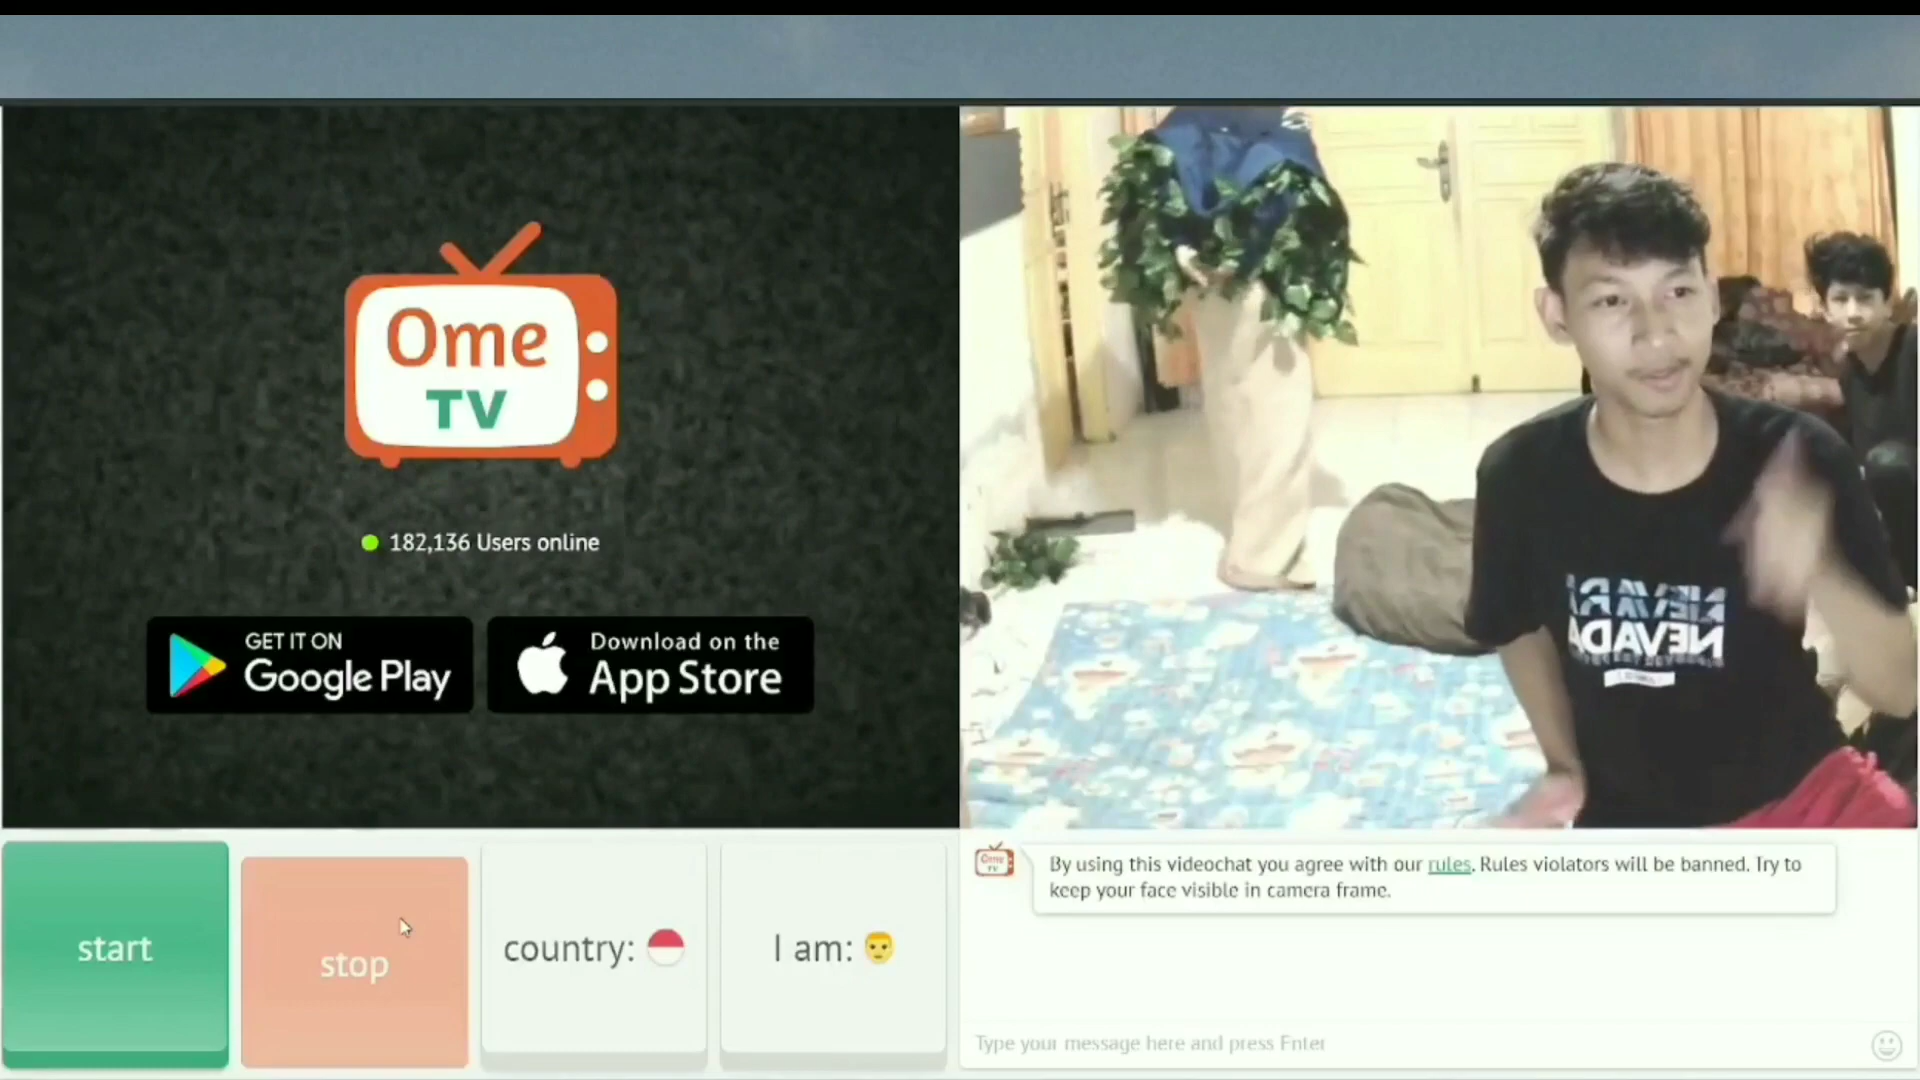 Ome
TV
182,136 Users online
GET IT ON
Google Play
Download on the
App Store
NEVADA
start
stop
country:
I am:
Ome
TV
By using this videochat you agree with our rules. Rules violators will be banned. Try to
keep your face visible in camera frame.
Type your message here and press Enter